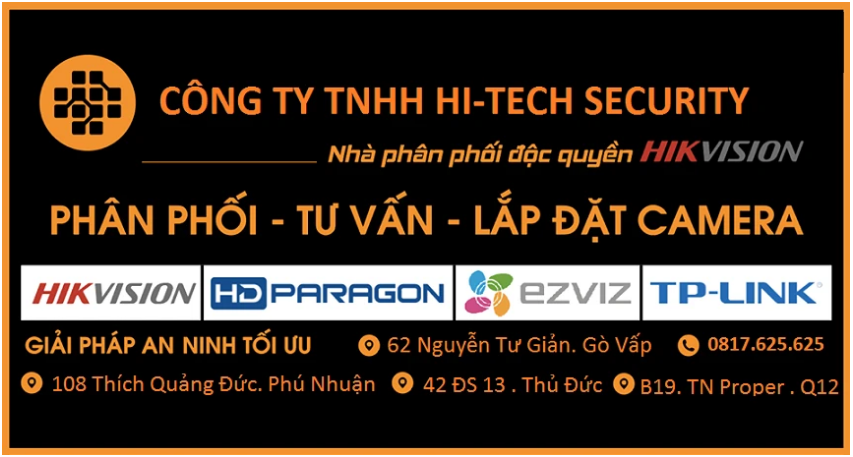 CÔNG TY TNHH HI-TECH SECURITY
Nhà phân phối độc quyền HIKVISION
PHÂN PHỐI - TƯ VẤN - LẮP ĐẶT CAMERA
HIKVISION HD PARAGON EZVIZ TP-LINK
GIẢI PHÁP AN NINH TỐI ƯU 62 Nguyễn Tư Giản. Gò Vấp 0817.625.625
108 Thích Quảng Đức. Phú Nhuận 42 ĐS 13 . Thủ Đức B19. TN Proper . Q12